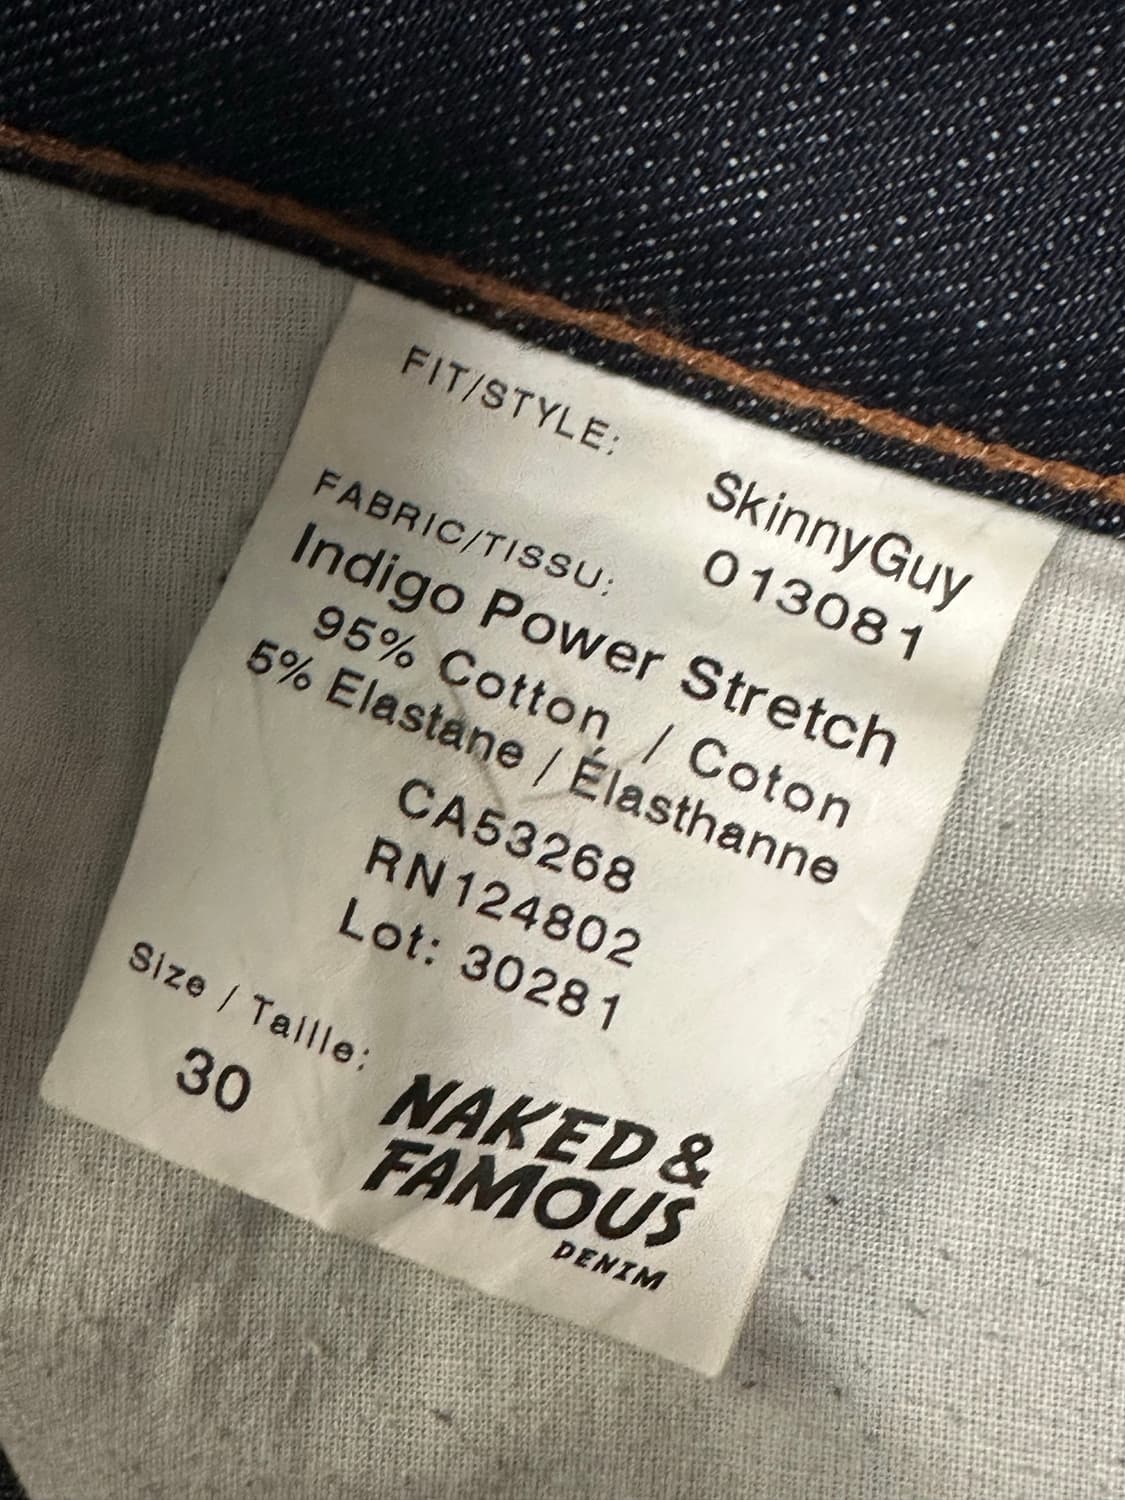 FIT/STYLE:
SkinnyGuy
013081
FABRIC/TISSU:
Indigo Power Stretch
95% Cotton / Coton
5% Elastane / Élasthanne
CA53268
RN124802
Lot: 30281
Size / Taille:
30
NAKED &
FAMOUS
DENIM